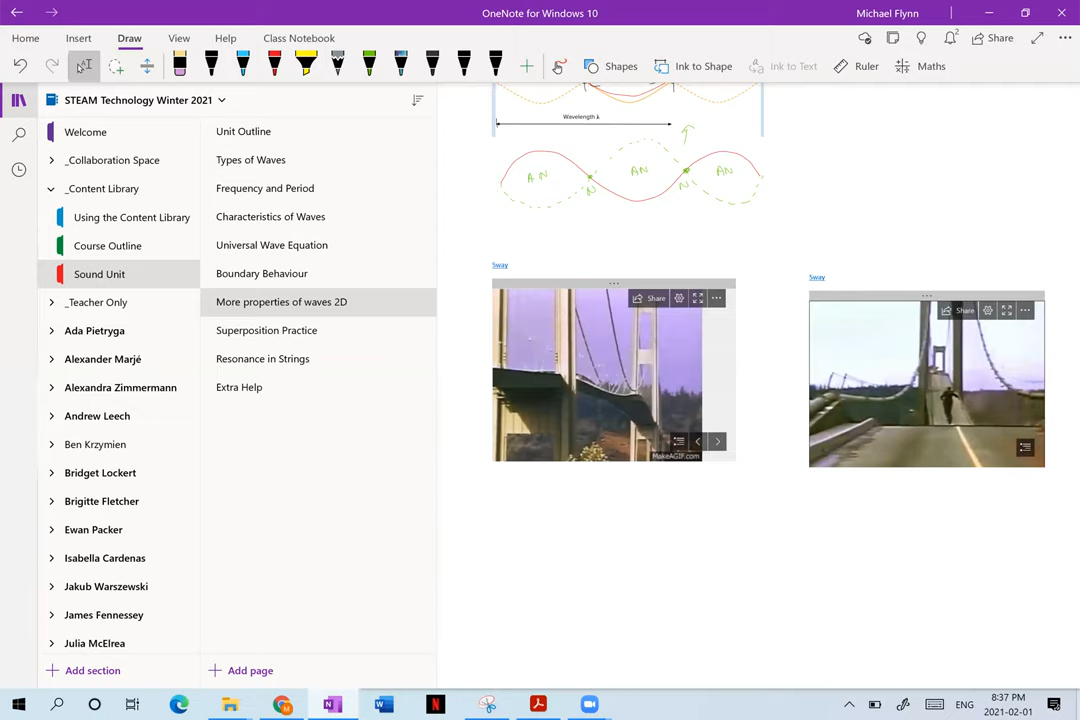 OneNote for Windows 10
Michael Flynn
Home Insert Draw View Help Class Notebook
2 Share
Shapes Ink to Shape Ink to Text Ruler Maths
STEAM Technology Winter 2021
Welcome
_Collaboration Space
_Content Library
Using the Content Library
Course Outline
Sound Unit
_Teacher Only
Ada Pietryga
Alexander Marjé
Alexandra Zimmermann
Andrew Leech
Ben Krzymien
Bridget Lockert
Brigitte Fletcher
Ewan Packer
Isabella Cardenas
Jakub Warszewski
James Fennessey
Julia McElrea
Add section
Unit Outline
Types of Waves
Frequency and Period
Characteristics of Waves
Universal Wave Equation
Boundary Behaviour
More properties of waves 2D
Superposition Practice
Resonance in Strings
Extra Help
Add page
Wavelength λ
AN AN AN
N N
Sway
Share
MakeAGIF.com
Sway
Share
ENG
8:37 PM
2021-02-01